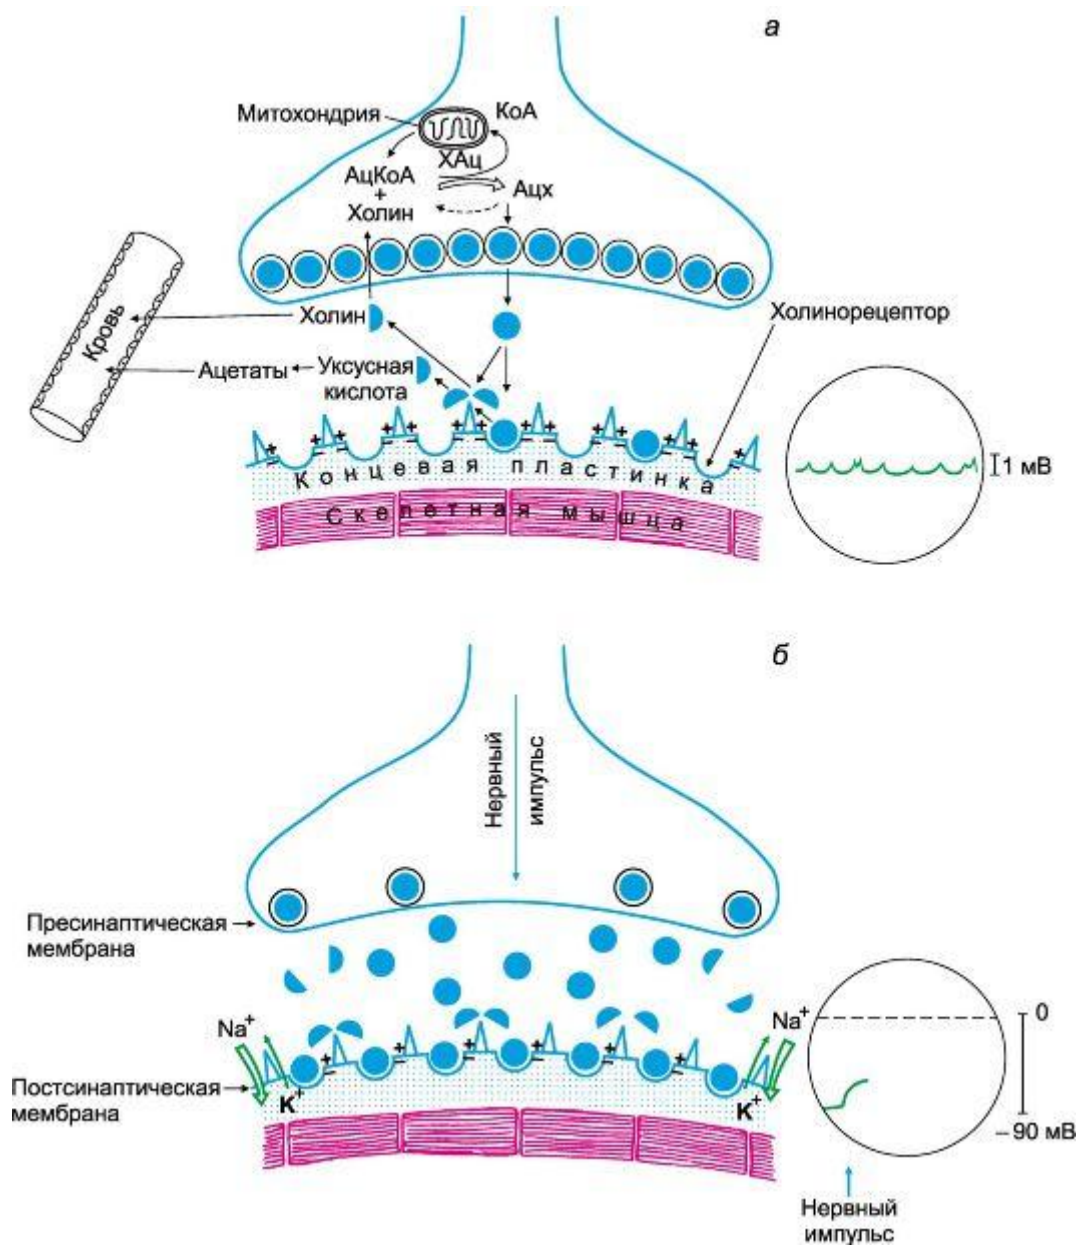 а
Митохондрия
КоА
ХАц
АцКоА
+
Холин
Ацх
Холинорецептор
Холин
Кровь
Ацетаты
Уксусная
кислота
+ + + + + + + + + + + +
Концевая пластинка
Скелетная мышца
1 мВ
б
Нервный
импульс
Пресинаптическая
мембрана
Na⁺
Na⁺
0
Постсинаптическая
мембрана
К⁺
К⁺
– 90 мВ
Нервный
импульс